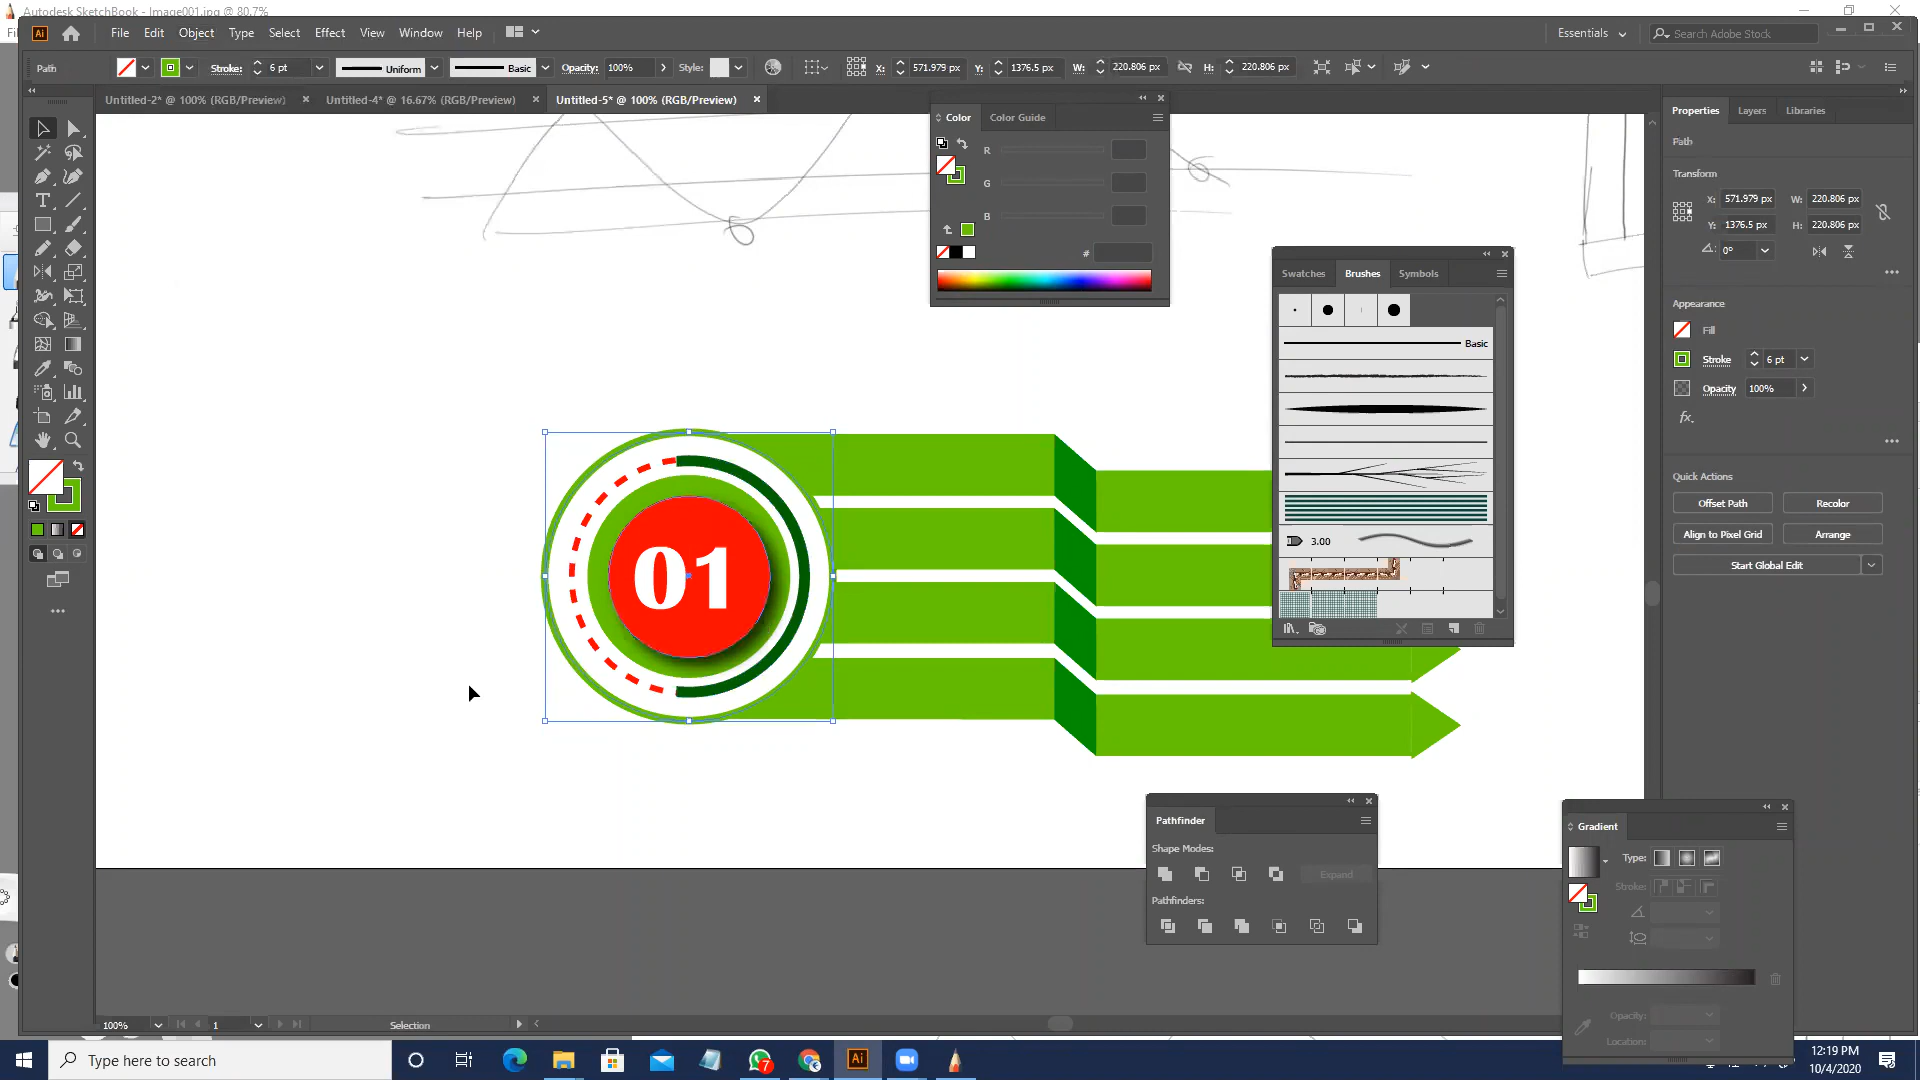 Autodesk SketchBook - Image001.jpg @ 80.7%
File Edit Object Type Select Effect View Window Help
Essentials
Search Adobe Stock
Path
Stroke: 6 pt Uniform Basic Opacity: 100% Style: X: 571.979 px Y: 1376.5 px W: 220.806 px H: 220.806 px
Untitled-2* @ 100% (RGB/Preview) Untitled-4* @ 16.67% (RGB/Preview) Untitled-5* @ 100% (RGB/Preview)
Color Color Guide
R
G
B
#
Swatches Brushes Symbols
Basic
3.00
01
Pathfinder
Shape Modes:
Expand
Pathfinders:
Properties Layers Libraries
Path
Transform
X: 571.979 px W: 220.806 px
Y: 1376.5 px H: 220.806 px
0°
Appearance
Fill
Stroke 6 pt
Opacity 100%
fx.
Quick Actions
Offset Path Recolor
Align to Pixel Grid Arrange
Start Global Edit
Gradient
Type:
Stroke:
Opacity:
Location:
100% 1 Selection
Type here to search
7
12:19 PM
10/4/2020